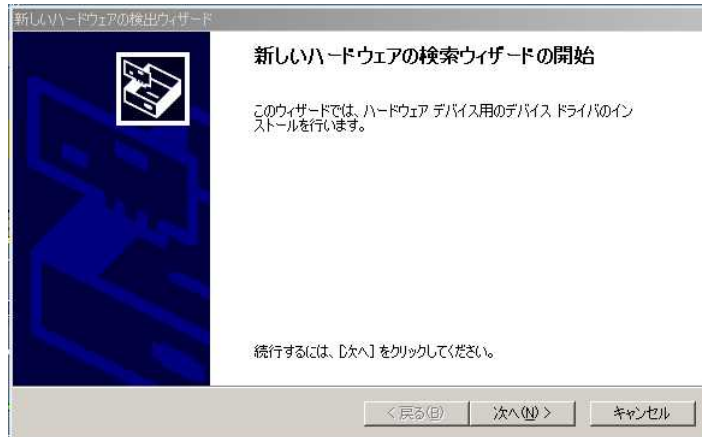 新しいハードウェアの検出ウィザード
新しいハードウェアの検索ウィザードの開始
このウィザードでは、ハードウェア デバイス用のデバイス ドライバのイン
ストールを行います。
続行するには、[次へ] をクリックしてください。
< 戻る(B)
次へ(N) >
キャンセル